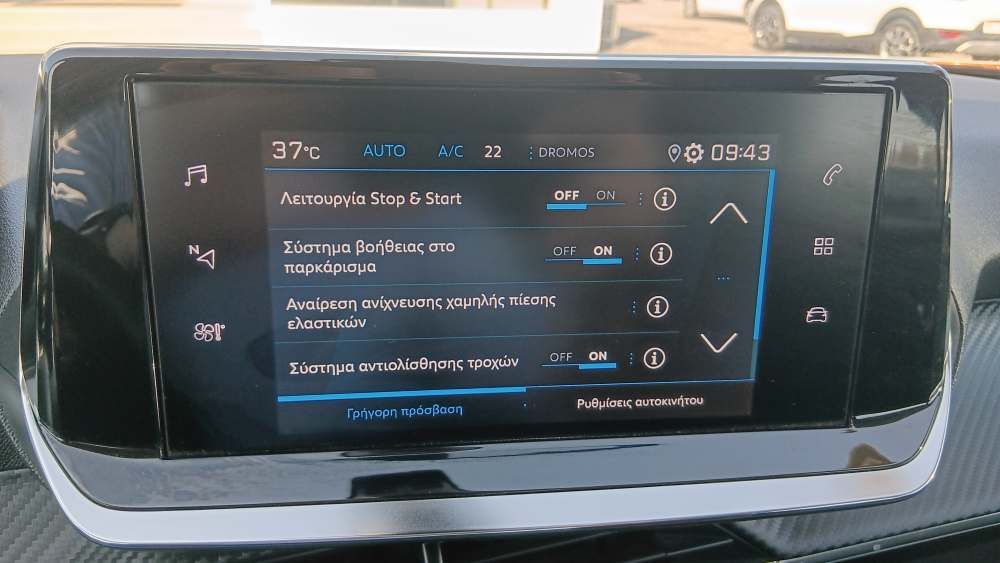 37°C AUTO A/C 22 DROMOS 09:43
Λειτουργία Stop & Start OFF ON i
N
Σύστημα βοήθειας στο
παρκάρισμα OFF ON i
Αναίρεση ανίχνευσης χαμηλής πίεσης
ελαστικών i
Σύστημα αντιολίσθησης τροχών OFF ON i
Γρήγορη πρόσβαση Ρυθμίσεις αυτοκινήτου